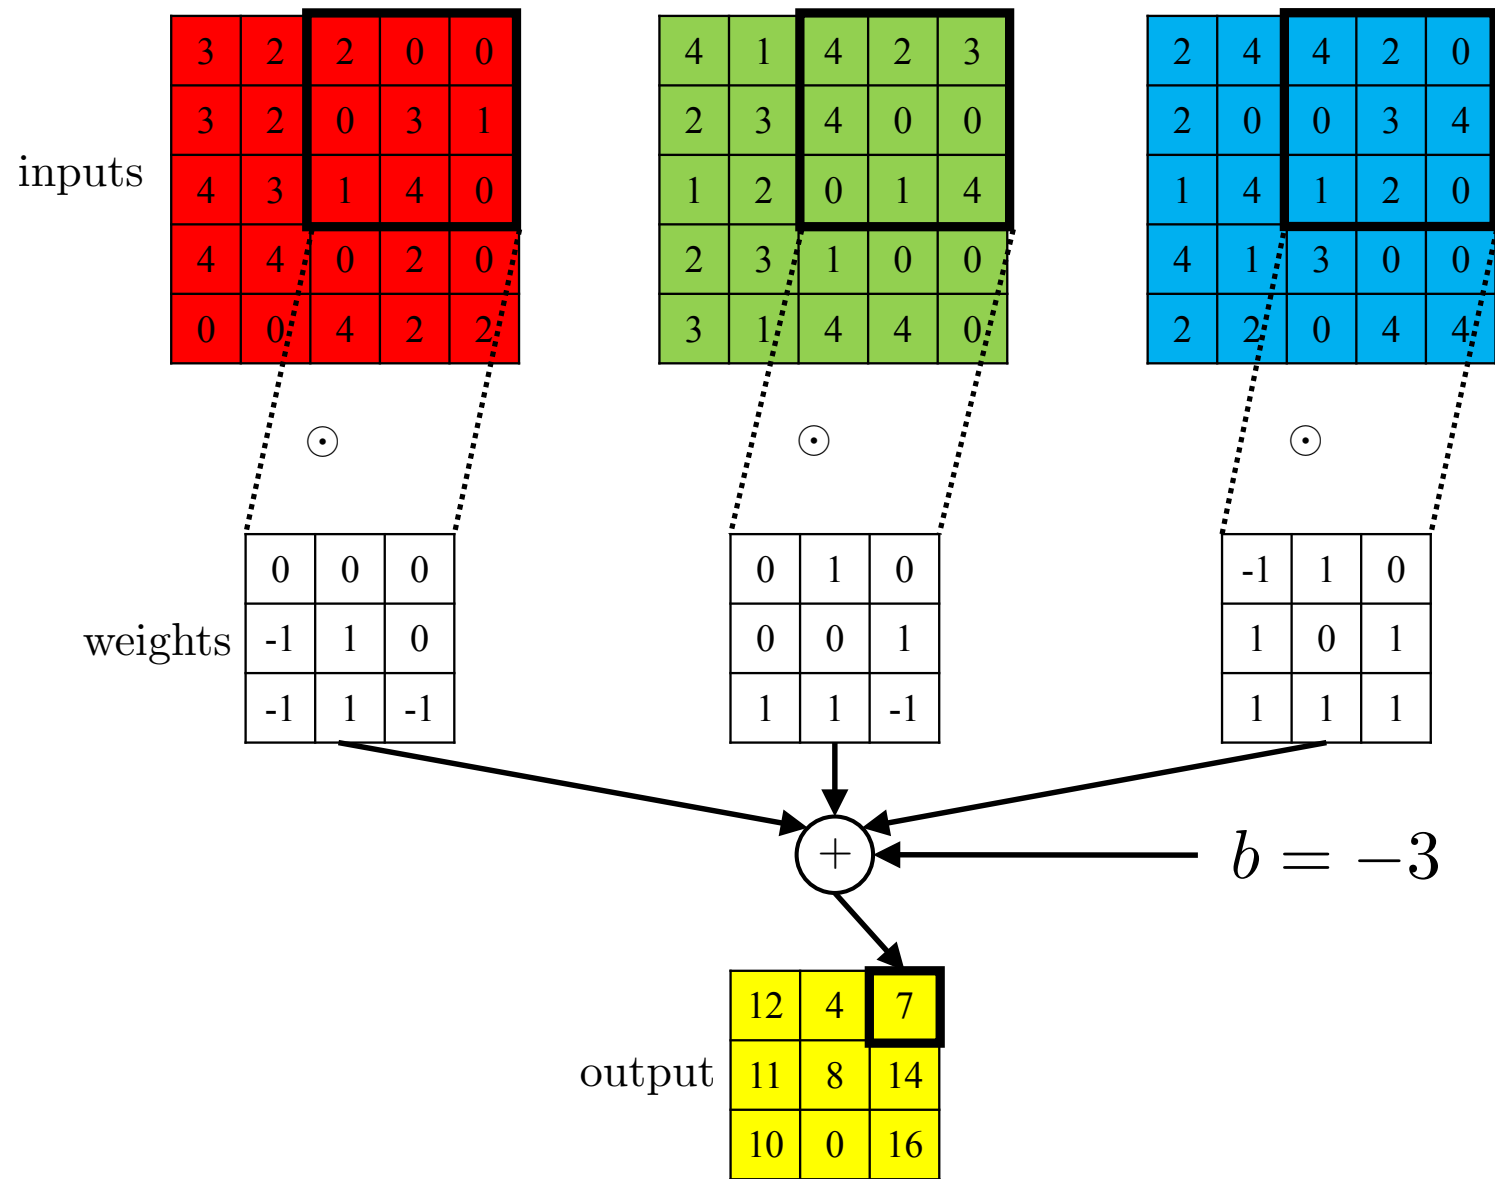 3 2 2 0 0 4 1 4 2 3 2 4 4 2 0
3 2 0 3 1 2 3 4 0 0 2 0 0 3 4
inputs 4 3 1 4 0 1 2 0 1 4 1 4 1 2 0
4 4 0 2 0 2 3 1 0 0 4 1 3 0 0
0 0 4 2 2 3 1 4 4 0 2 2 0 4 4
⊙ ⊙ ⊙
0 0 0 0 1 0 -1 1 0
weights -1 1 0 0 0 1 1 0 1
-1 1 -1 1 1 -1 1 1 1
+ b = −3
12 4 7
output 11 8 14
10 0 16